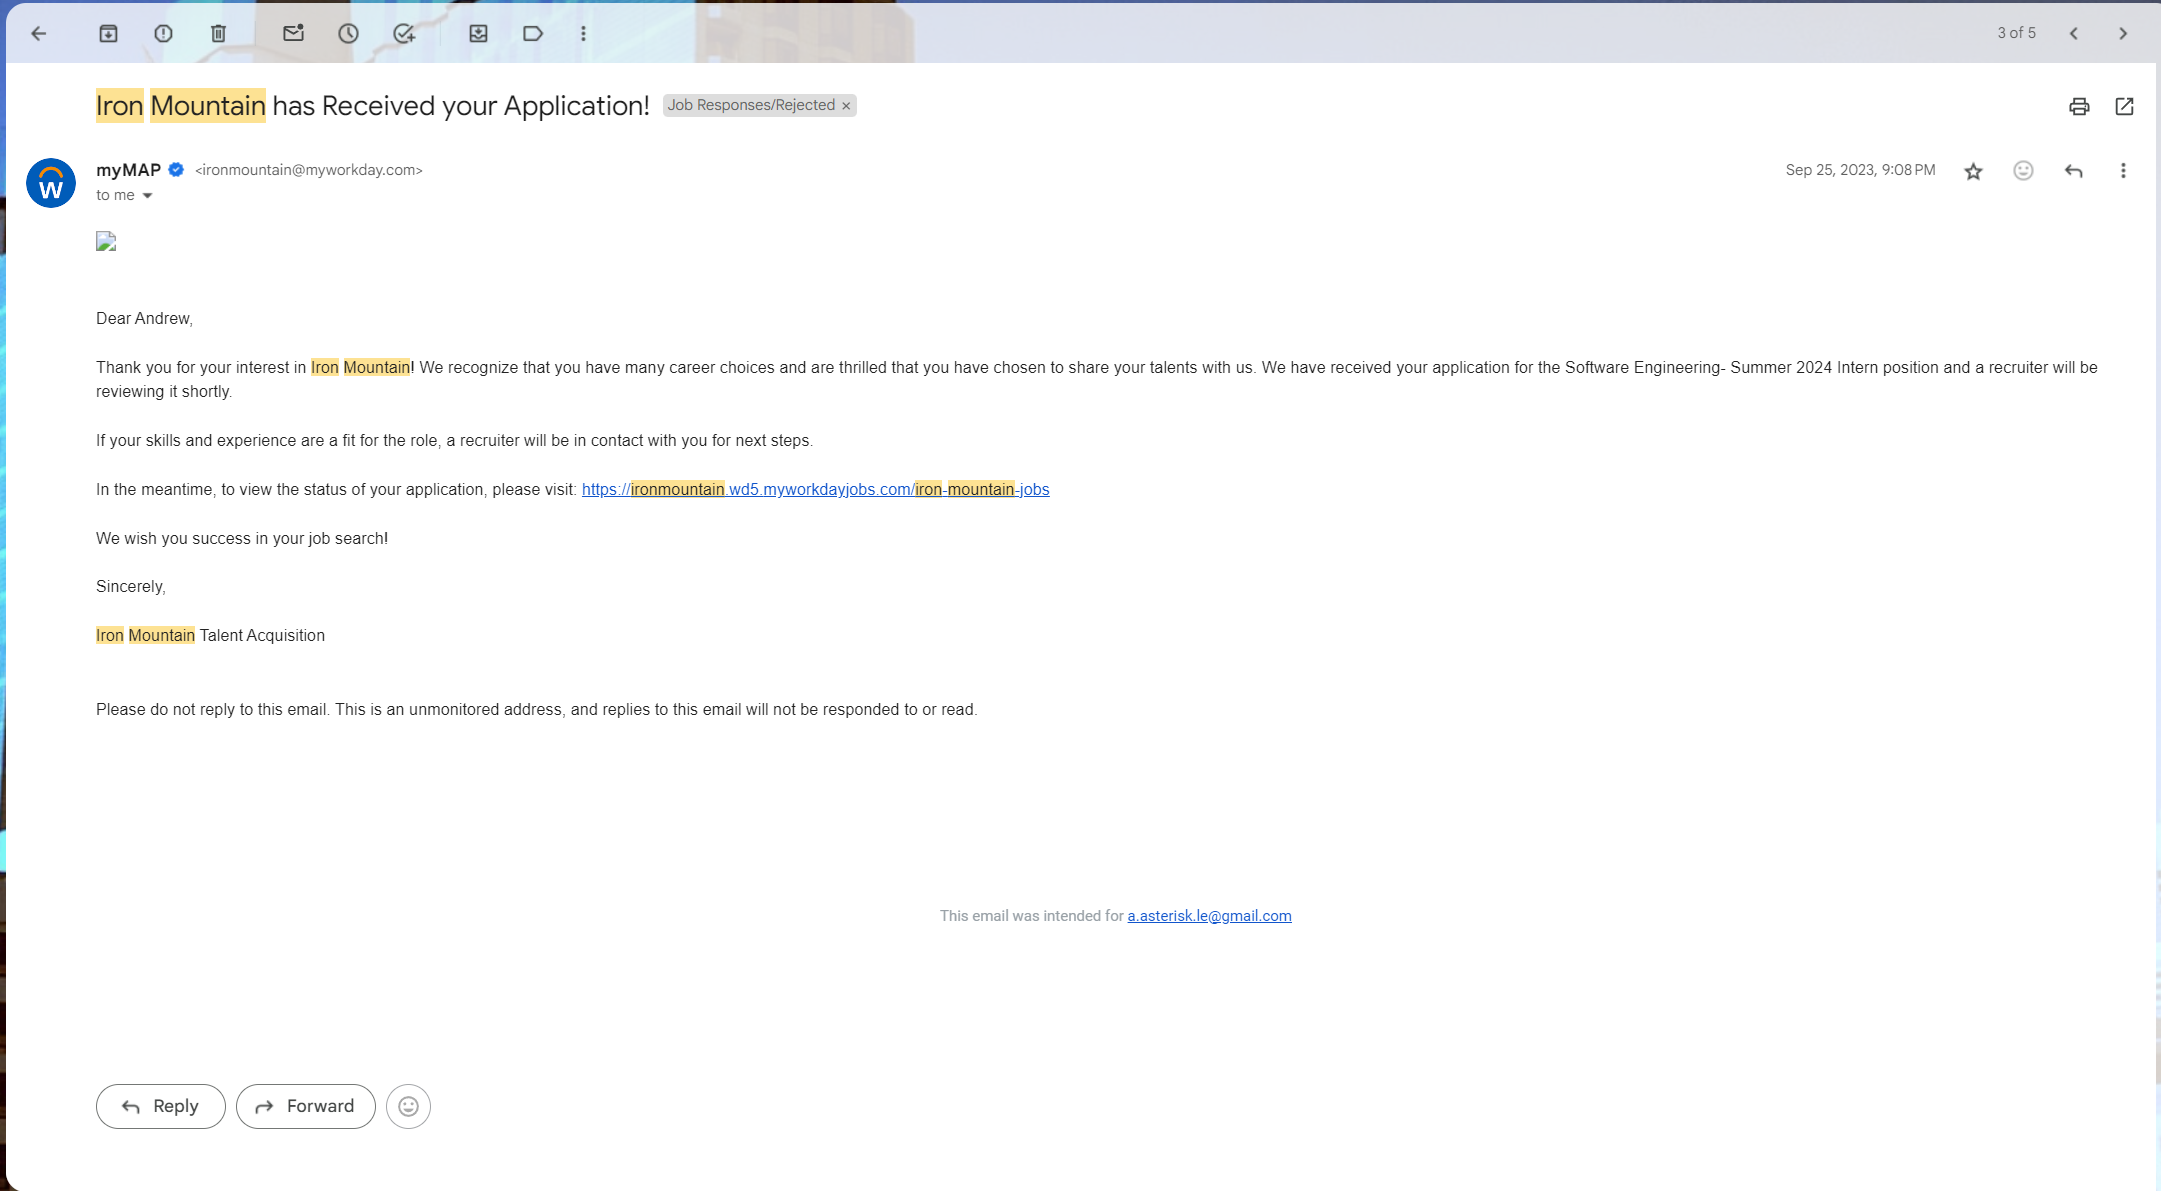 3 of 5
Iron Mountain has Received your Application! Job Responses/Rejected ×
myMAP <ironmountain@myworkday.com> Sep 25, 2023, 9:08 PM
W
to me
Dear Andrew,
Thank you for your interest in Iron Mountain! We recognize that you have many career choices and are thrilled that you have chosen to share your talents with us. We have received your application for the Software Engineering- Summer 2024 Intern position and a recruiter will be
reviewing it shortly.
If your skills and experience are a fit for the role, a recruiter will be in contact with you for next steps.
In the meantime, to view the status of your application, please visit: https://ironmountain.wd5.myworkdayjobs.com/iron-mountain-jobs
We wish you success in your job search!
Sincerely,
Iron Mountain Talent Acquisition
Please do not reply to this email. This is an unmonitored address, and replies to this email will not be responded to or read.
This email was intended for a.asterisk.le@gmail.com
Reply Forward